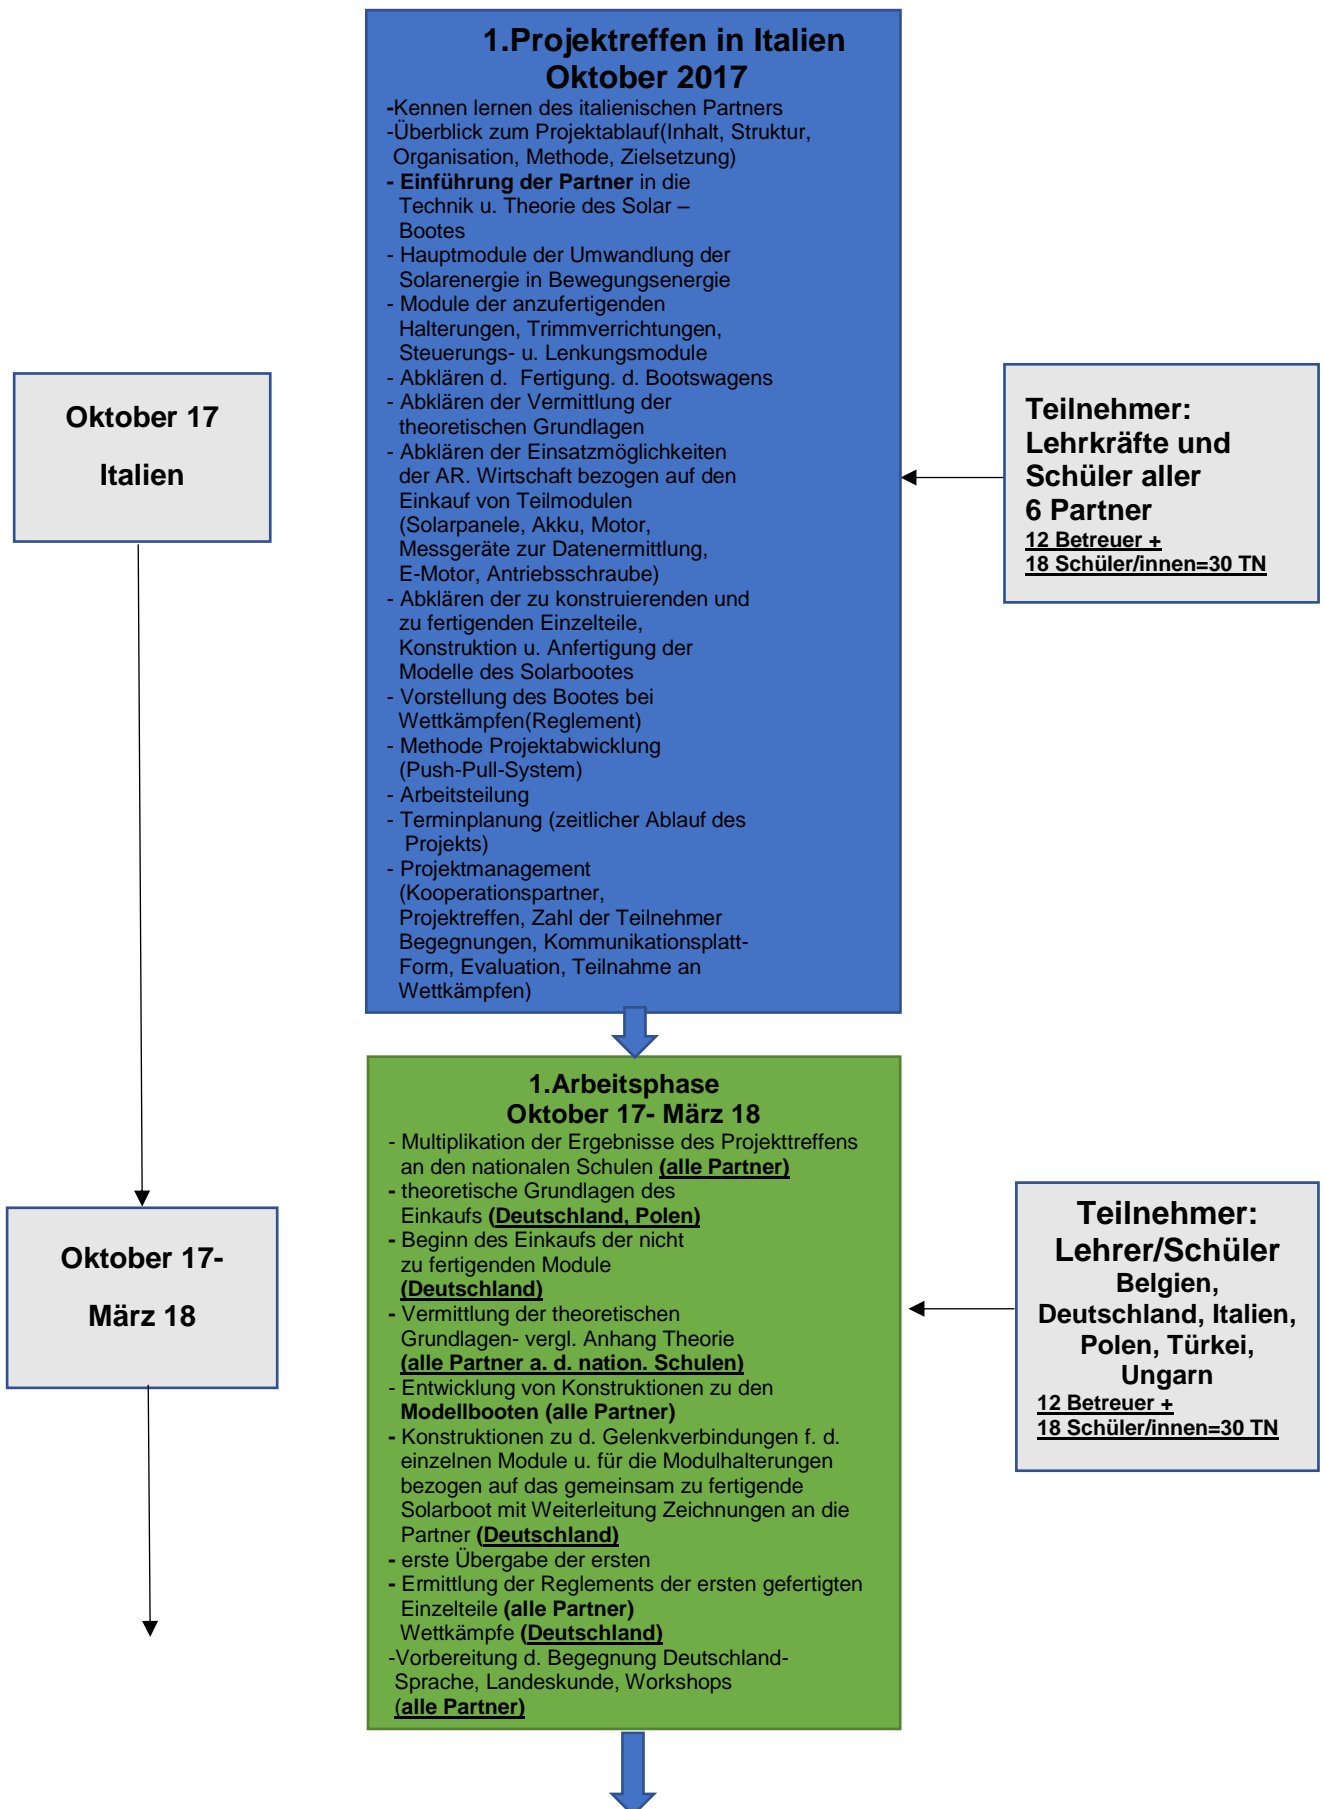 1.Projektreffen in Italien
Oktober 2017
-Kennen lernen des italienischen Partners
-Überblick zum Projektablauf(Inhalt, Struktur,
Organisation, Methode, Zielsetzung)
- Einführung der Partner in die
Technik u. Theorie des Solar –
Bootes
- Hauptmodule der Umwandlung der
Solarenergie in Bewegungsenergie
- Module der anzufertigenden
Halterungen, Trimmverrichtungen,
Steuerungs- u. Lenkungsmodule
- Abklären d.  Fertigung. d. Bootswagens
- Abklären der Vermittlung der
theoretischen Grundlagen
- Abklären der Einsatzmöglichkeiten
der AR. Wirtschaft bezogen auf den
Einkauf von Teilmodulen
(Solarpanele, Akku, Motor,
Messgeräte zur Datenermittlung,
E-Motor, Antriebsschraube)
- Abklären der zu konstruierenden und
zu fertigenden Einzelteile,
Konstruktion u. Anfertigung der
Modelle des Solarbootes
- Vorstellung des Bootes bei
Wettkämpfen(Reglement)
- Methode Projektabwicklung
(Push-Pull-System)
- Arbeitsteilung
- Terminplanung (zeitlicher Ablauf des
Projekts)
- Projektmanagement
(Kooperationspartner,
Projektreffen, Zahl der Teilnehmer
Begegnungen, Kommunikationsplatt-
Form, Evaluation, Teilnahme an
Wettkämpfen)
Oktober 17
Italien
Teilnehmer:
Lehrkräfte und
Schüler aller
6 Partner
12 Betreuer +
18 Schüler/innen=30 TN
1.Arbeitsphase
Oktober 17- März 18
- Multiplikation der Ergebnisse des Projekttreffens
an den nationalen Schulen (alle Partner)
- theoretische Grundlagen des
Einkaufs (Deutschland, Polen)
- Beginn des Einkaufs der nicht
zu fertigenden Module
(Deutschland)
- Vermittlung der theoretischen
Grundlagen- vergl. Anhang Theorie
(alle Partner a. d. nation. Schulen)
- Entwicklung von Konstruktionen zu den
Modellbooten (alle Partner)
- Konstruktionen zu d. Gelenkverbindungen f. d.
einzelnen Module u. für die Modulhalterungen
bezogen auf das gemeinsam zu fertigende
Solarboot mit Weiterleitung Zeichnungen an die
Partner (Deutschland)
- erste Übergabe der ersten
- Ermittlung der Reglements der ersten gefertigten
Einzelteile (alle Partner)
Wettkämpfe (Deutschland)
-Vorbereitung d. Begegnung Deutschland-
Sprache, Landeskunde, Workshops
(alle Partner)
Oktober 17-
März 18
Teilnehmer:
Lehrer/Schüler
Belgien,
Deutschland, Italien,
Polen, Türkei,
Ungarn
12 Betreuer +
18 Schüler/innen=30 TN